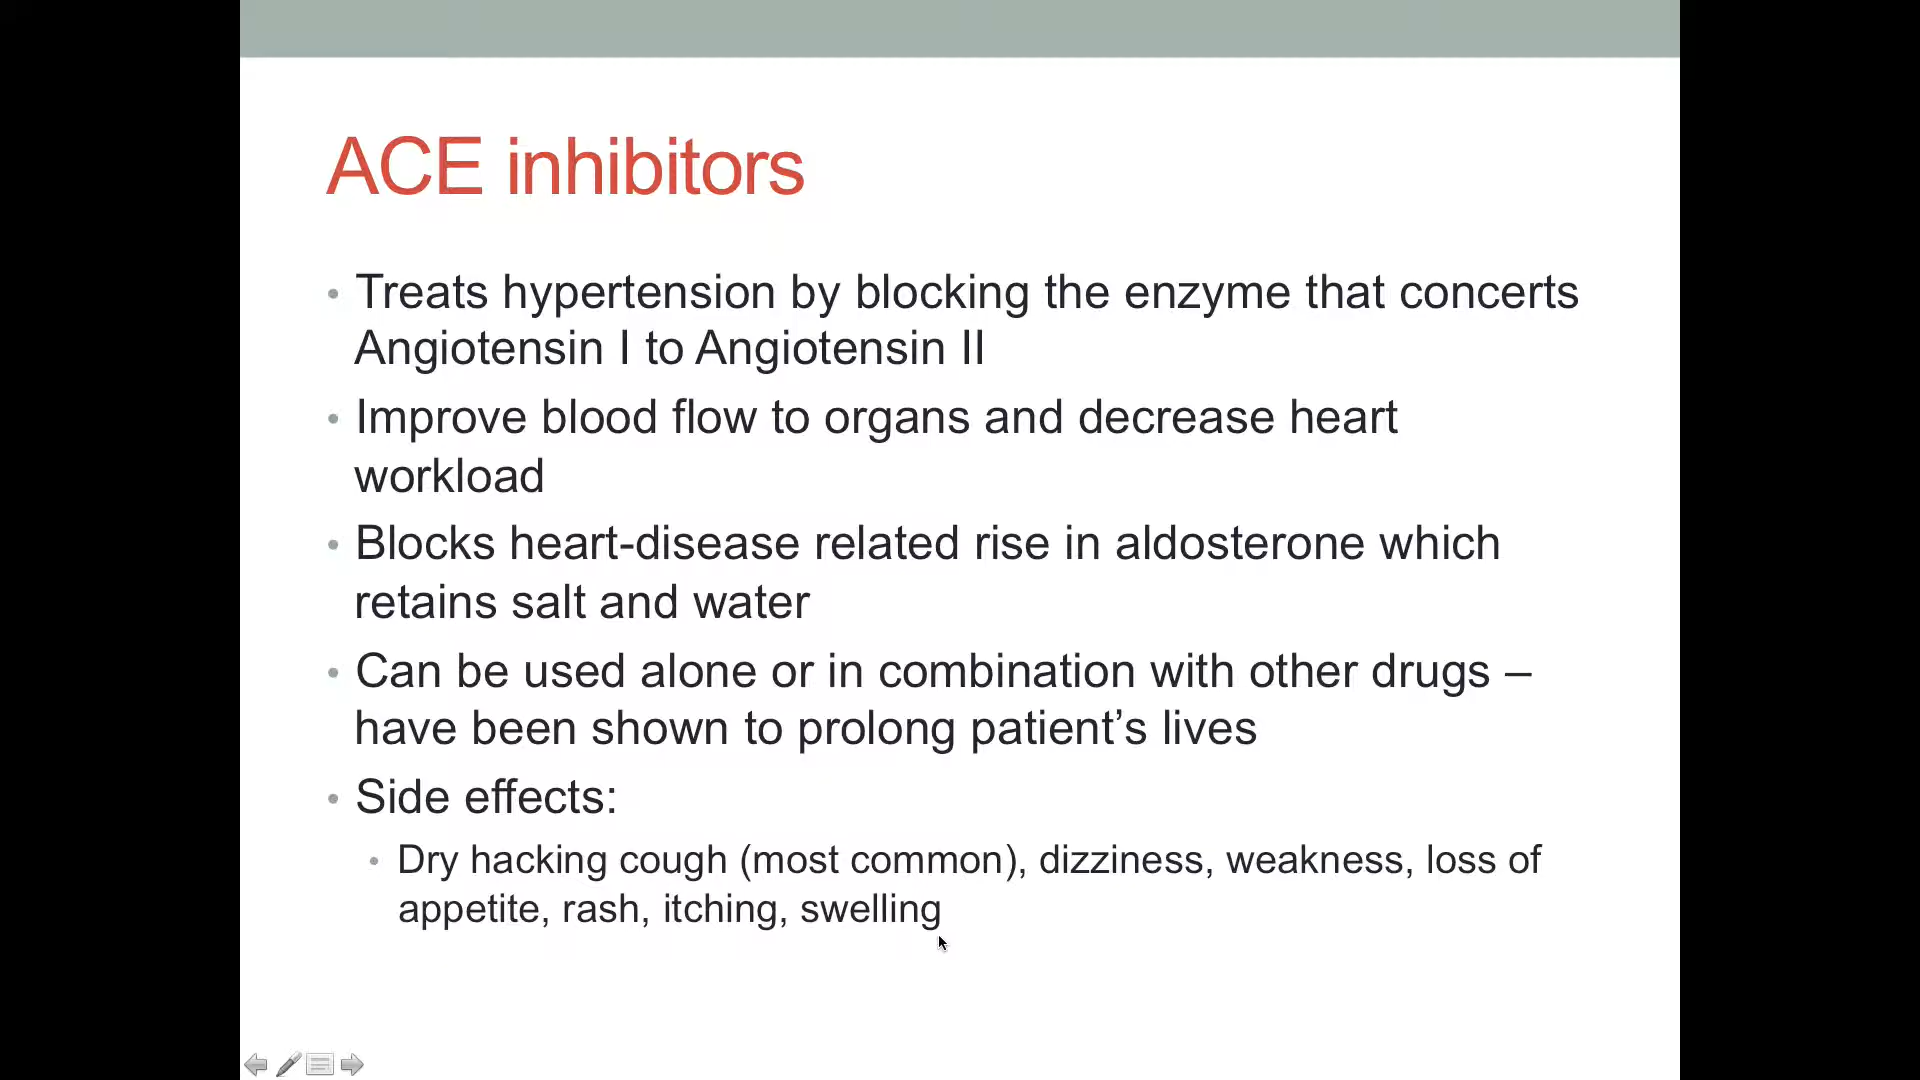 ACE inhibitors
• Treats hypertension by blocking the enzyme that concerts
Angiotensin I to Angiotensin II
• Improve blood flow to organs and decrease heart
workload
• Blocks heart-disease related rise in aldosterone which
retains salt and water
• Can be used alone or in combination with other drugs –
have been shown to prolong patient’s lives
• Side effects:
• Dry hacking cough (most common), dizziness, weakness, loss of
appetite, rash, itching, swelling